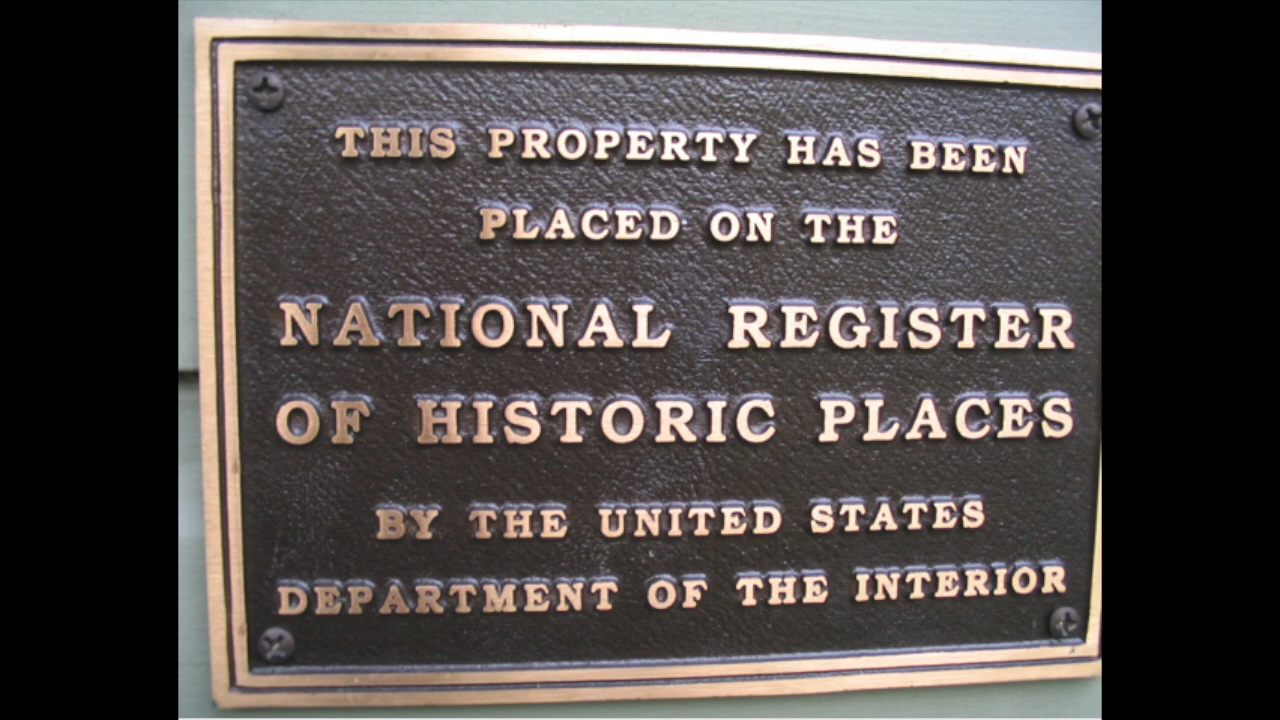 THIS PROPERTY HAS BEEN
PLACED ON THE
NATIONAL REGISTER
OF HISTORIC PLACES
BY THE UNITED STATES
DEPARTMENT OF THE INTERIOR